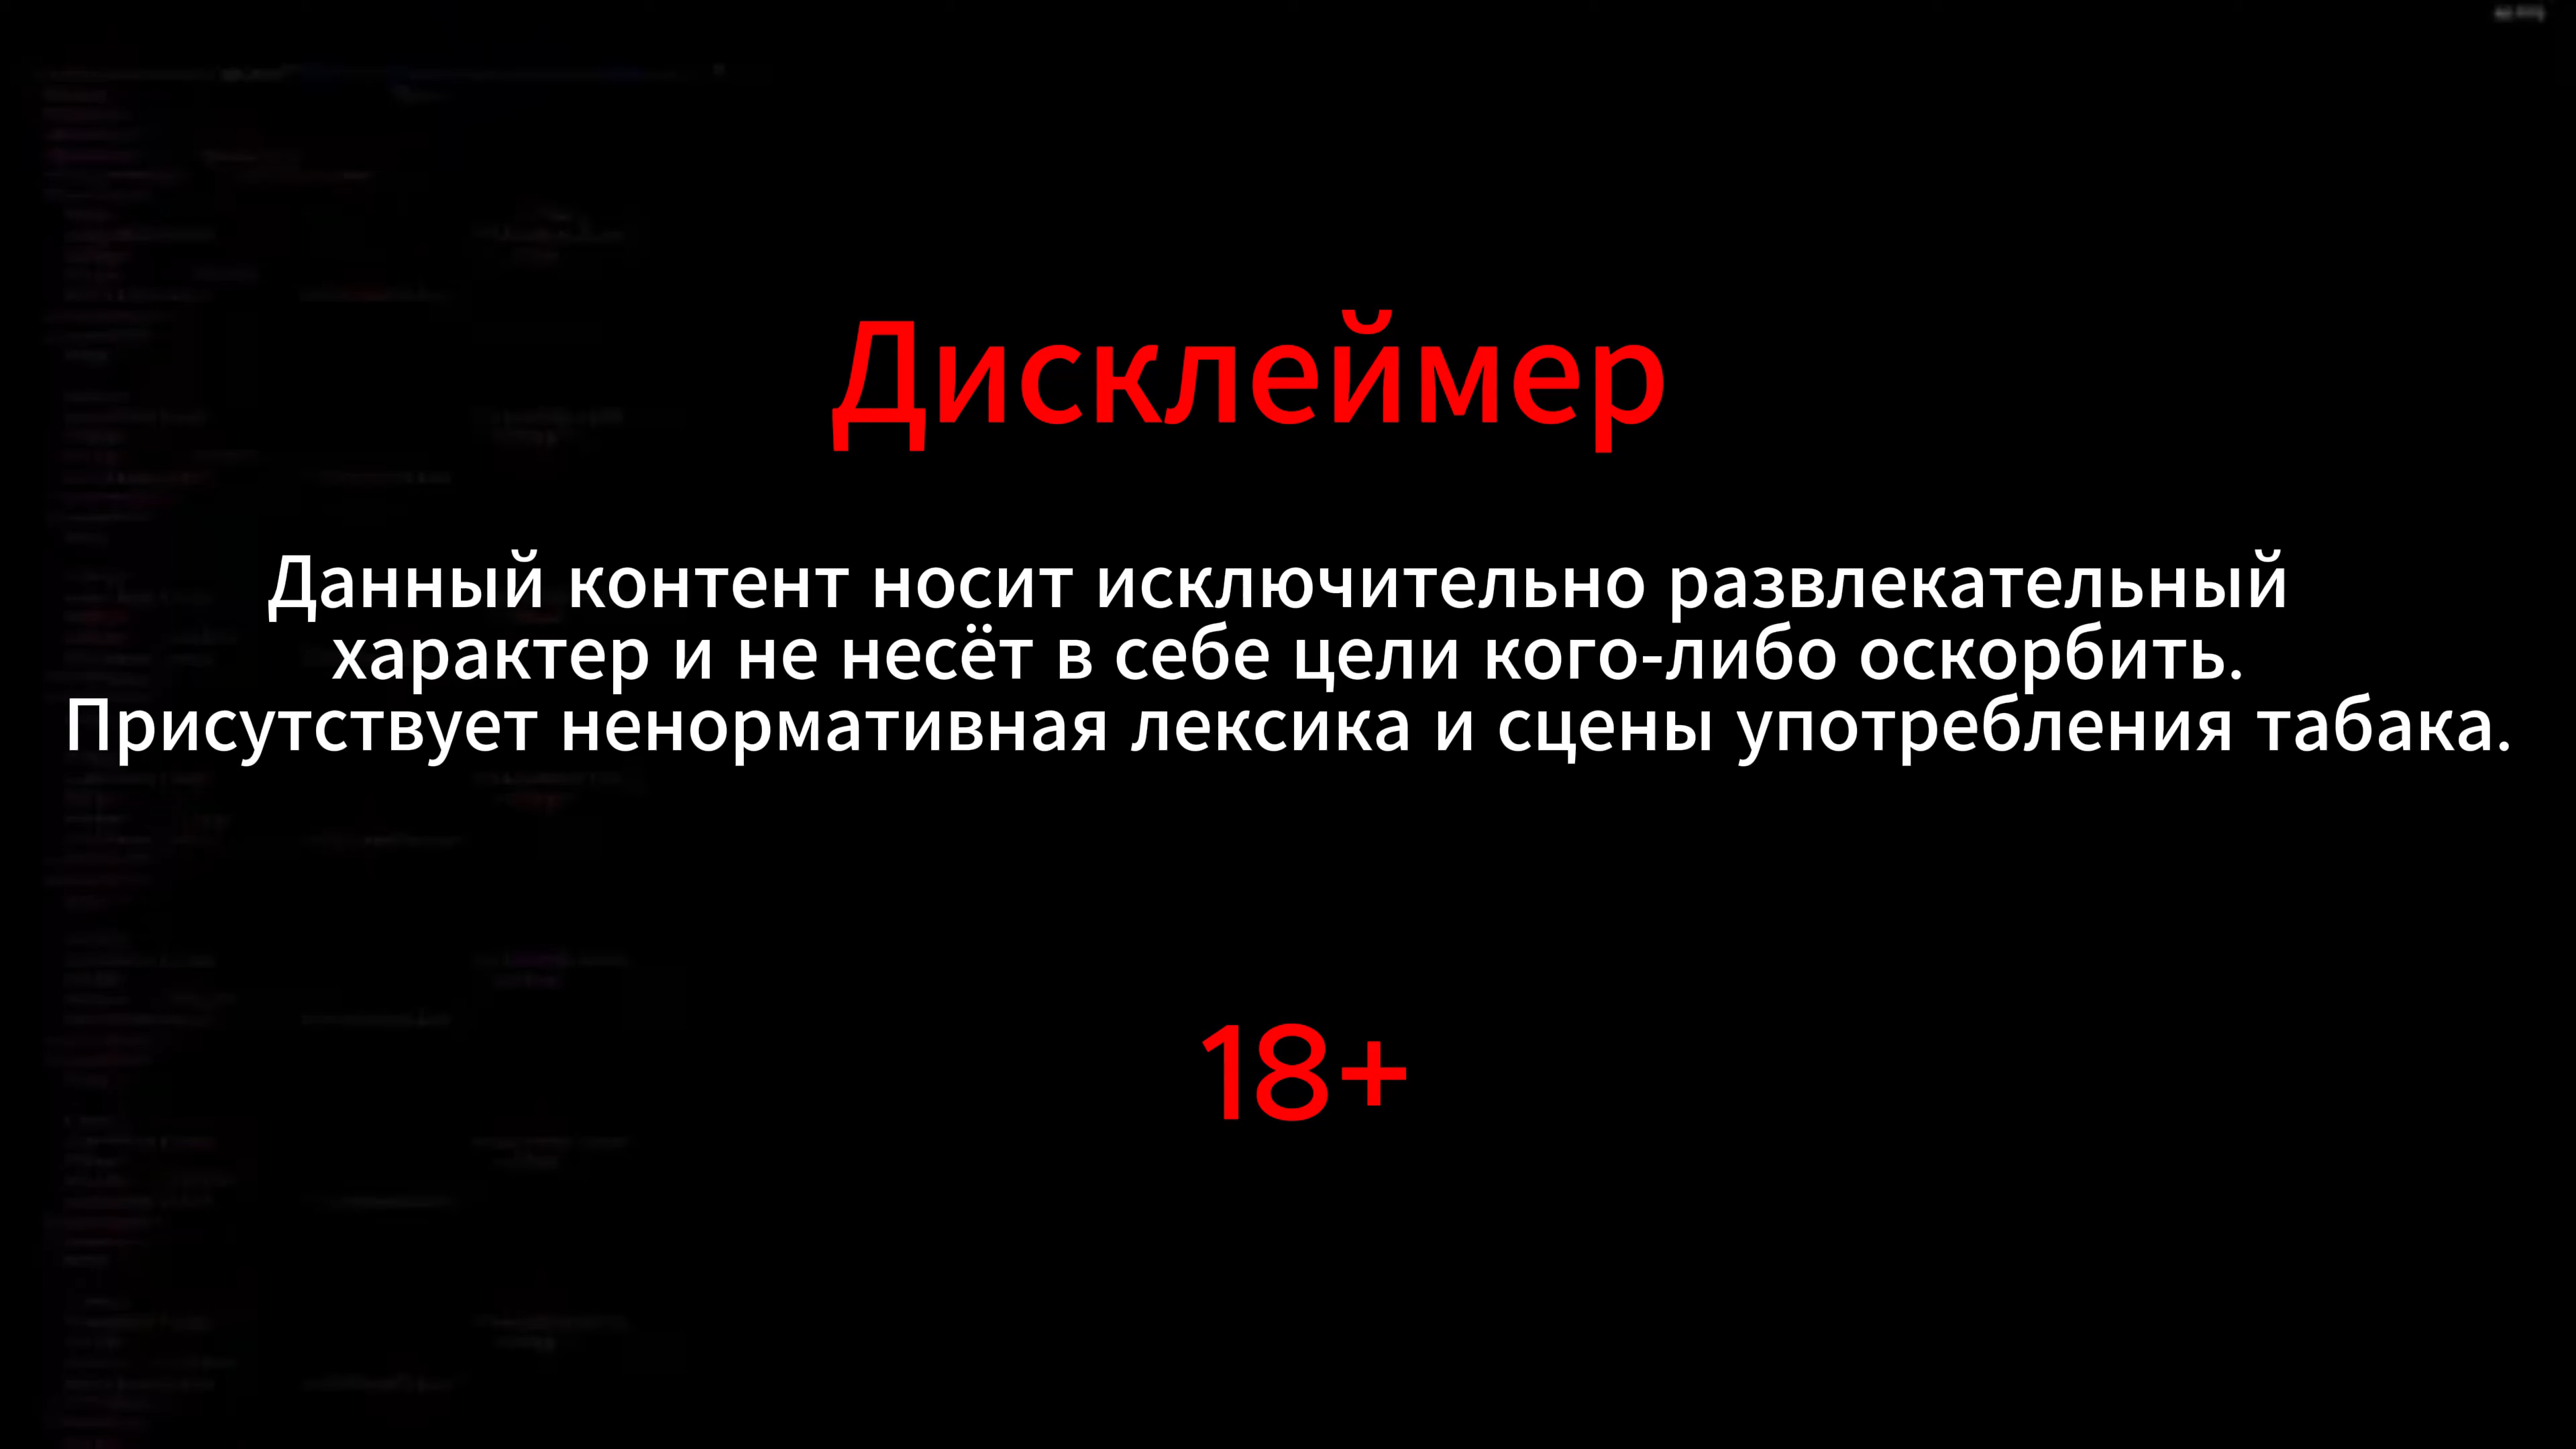 Дисклеймер
Данный контент носит исключительно развлекательный
характер и не несёт в себе цели кого-либо оскорбить.
Присутствует ненормативная лексика и сцены употребления табака.
18+